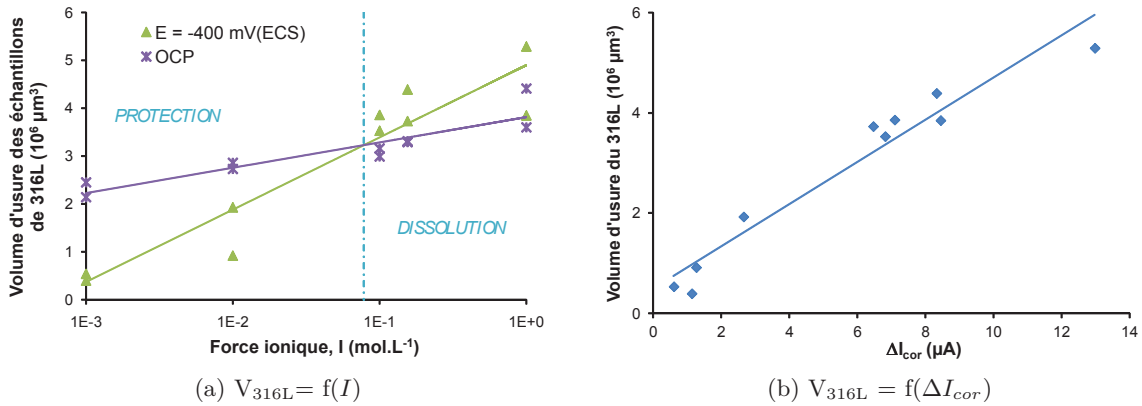 Volume d'usure des échantillons
de 316L (10⁶ µm³)
6
5
4
3
2
1
0
E = -400 mV(ECS)
OCP
PROTECTION
DISSOLUTION
1E-3
1E-2
1E-1
1E+0
Force ionique, I (mol.L⁻¹)
(a) V₃₁₆L= f(I)
Volume d'usure du 316L (10⁶ µm³)
6
4
2
0
0
2
4
6
8
10
12
14
ΔIcor (µA)
(b) V₃₁₆L = f(ΔIcor)